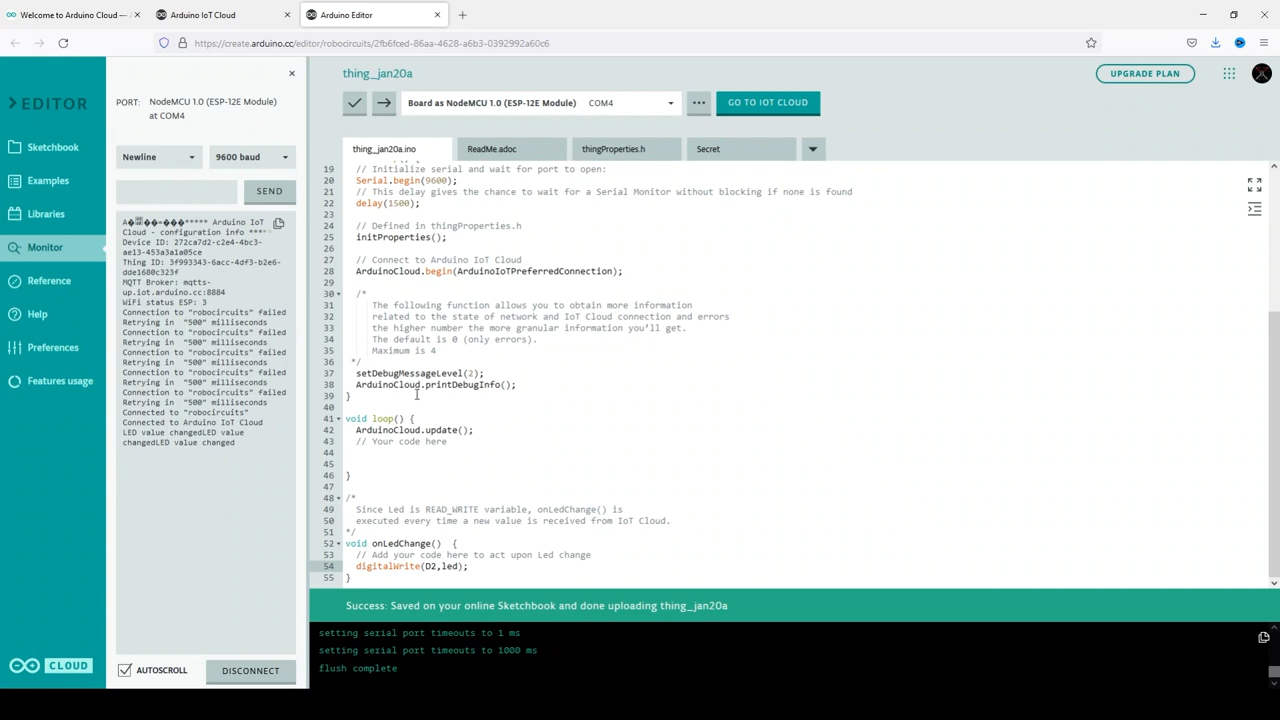 Welcome to Arduino Cloud —
Arduino IoT Cloud
Arduino Editor
https://create.arduino.cc/editor/robocircuits/2fb6fced-86aa-4628-a6b3-0392992a60c6
>EDITOR
Sketchbook
Examples
Libraries
Monitor
Reference
Help
Preferences
Features usage
CLOUD
PORT: NodeMCU 1.0 (ESP-12E Module)
at COM4
Newline
9600 baud
SEND
***** Arduino IoT
Cloud - configuration info ****
Device ID: 272ca7d2-c2e4-4bc3-
ae13-453a3a1a05ce
Thing ID: 3f993343-6acc-4df3-b2e6-
dde1680c323f
MQTT Broker: mqtts-
up.iot.arduino.cc:8884
WiFi status ESP: 3
Connection to "robocircuits" failed
Retrying in  "500" milliseconds
Connection to "robocircuits" failed
Retrying in  "500" milliseconds
Connection to "robocircuits" failed
Retrying in  "500" milliseconds
Connection to "robocircuits" failed
Retrying in  "500" milliseconds
Connection to "robocircuits" failed
Retrying in  "500" milliseconds
Connected to "robocircuits"
Connected to Arduino IoT Cloud
LED value changedLED value
changedLED value changed
AUTOSCROLL
DISCONNECT
thing_jan20a
UPGRADE PLAN
Board as NodeMCU 1.0 (ESP-12E Module) COM4
GO TO IOT CLOUD
thing_jan20a.ino
ReadMe.adoc
thingProperties.h
Secret
19 // Initialize serial and wait for port to open:
20 Serial.begin(9600);
21 // This delay gives the chance to wait for a Serial Monitor without blocking if none is found
22 delay(1500);
23
24 // Defined in thingProperties.h
25 initProperties();
26
27 // Connect to Arduino IoT Cloud
28 ArduinoCloud.begin(ArduinoIoTPreferredConnection);
29
30 /*
31 The following function allows you to obtain more information
32 related to the state of network and IoT Cloud connection and errors
33 the higher number the more granular information you'll get.
34 The default is 0 (only errors).
35 Maximum is 4
36 */
37 setDebugMessageLevel(2);
38 ArduinoCloud.printDebugInfo();
39 }
40
41 void loop() {
42 ArduinoCloud.update();
43 // Your code here
44
45
46 }
47
48 /*
49 Since Led is READ_WRITE variable, onLedChange() is
50 executed every time a new value is received from IoT Cloud.
51 */
52 void onLedChange()  {
53 // Add your code here to act upon Led change
54 digitalWrite(D2,led);
55 }
Success: Saved on your online Sketchbook and done uploading thing_jan20a
setting serial port timeouts to 1 ms
setting serial port timeouts to 1000 ms
flush complete